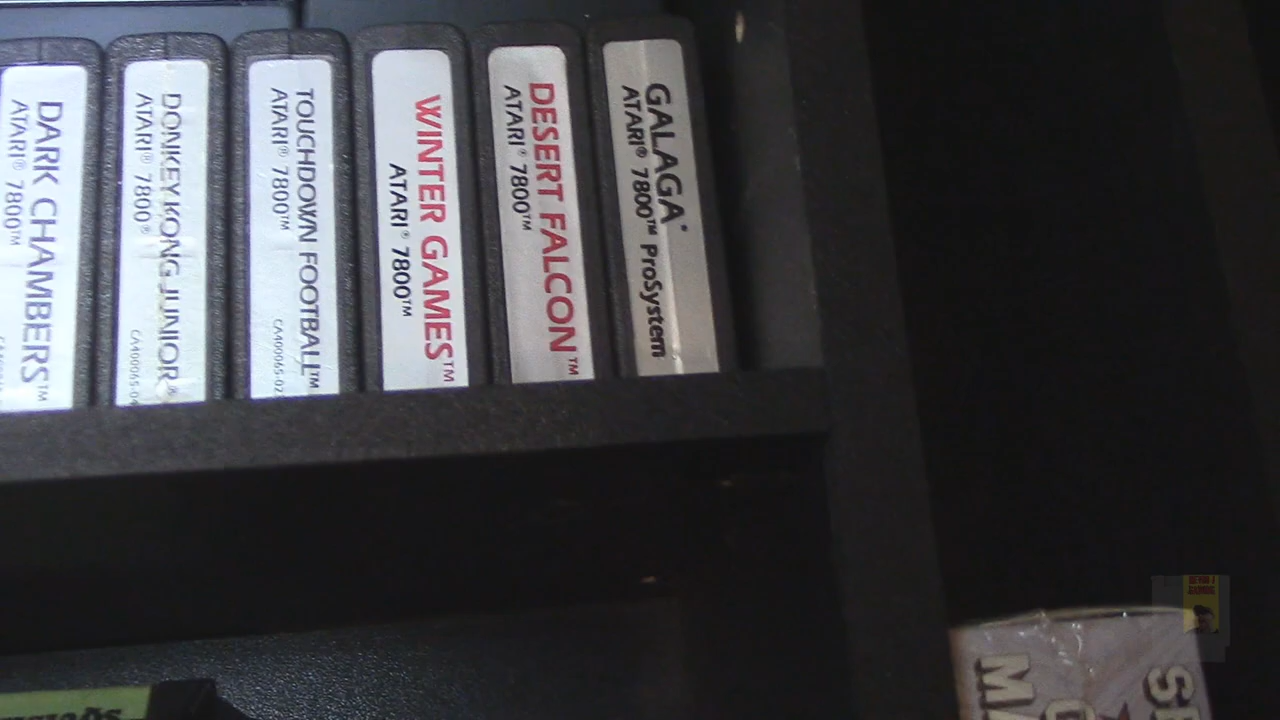 DARK CHAMBERS™
ATARI® 7800™
DONKEY KONG JUNIOR®
ATARI® 7800®
TOUCHDOWN FOOTBALL™
ATARI® 7800™
WINTER GAMES™
ATARI® 7800™
DESERT FALCON™
ATARI® 7800™
GALAGA®
ATARI® 7800™ ProSystem